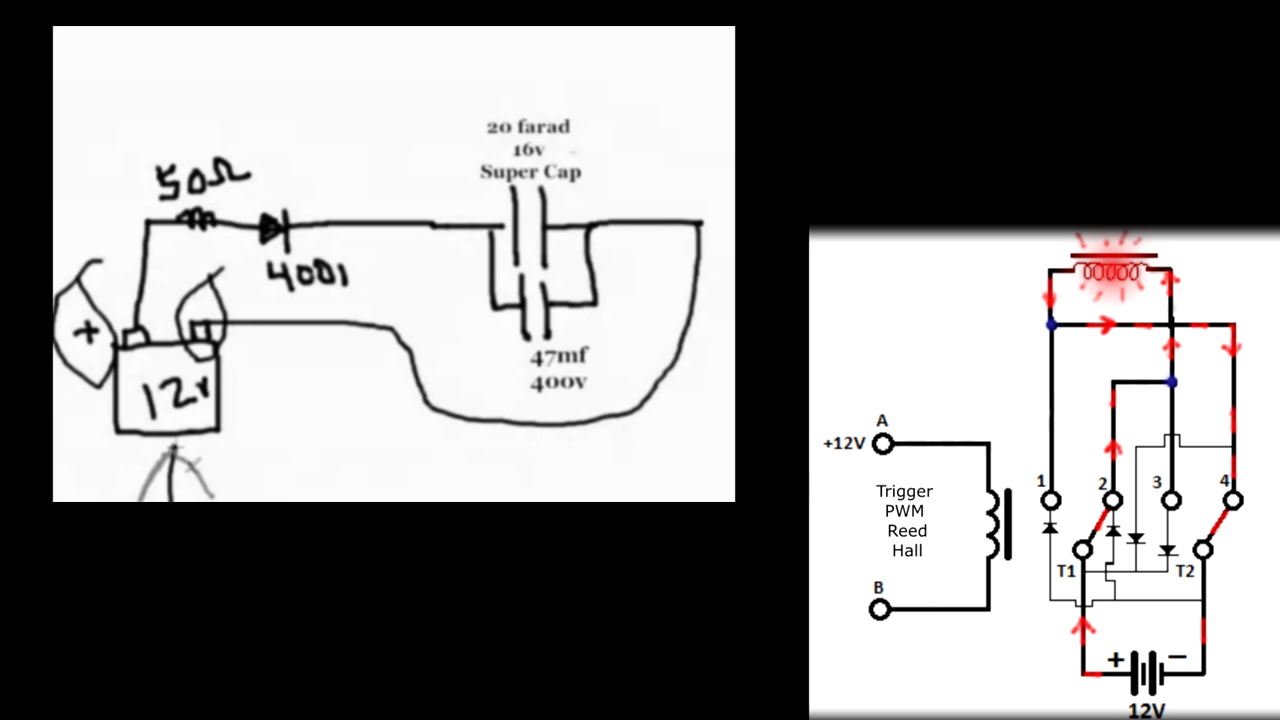 20 farad
16v
Super Cap
50Ω
4001
+
12v
47mf
400v
A
+12V
Trigger
PWM
Reed
Hall
B
1
2
3
4
T1
T2
+
−
12V